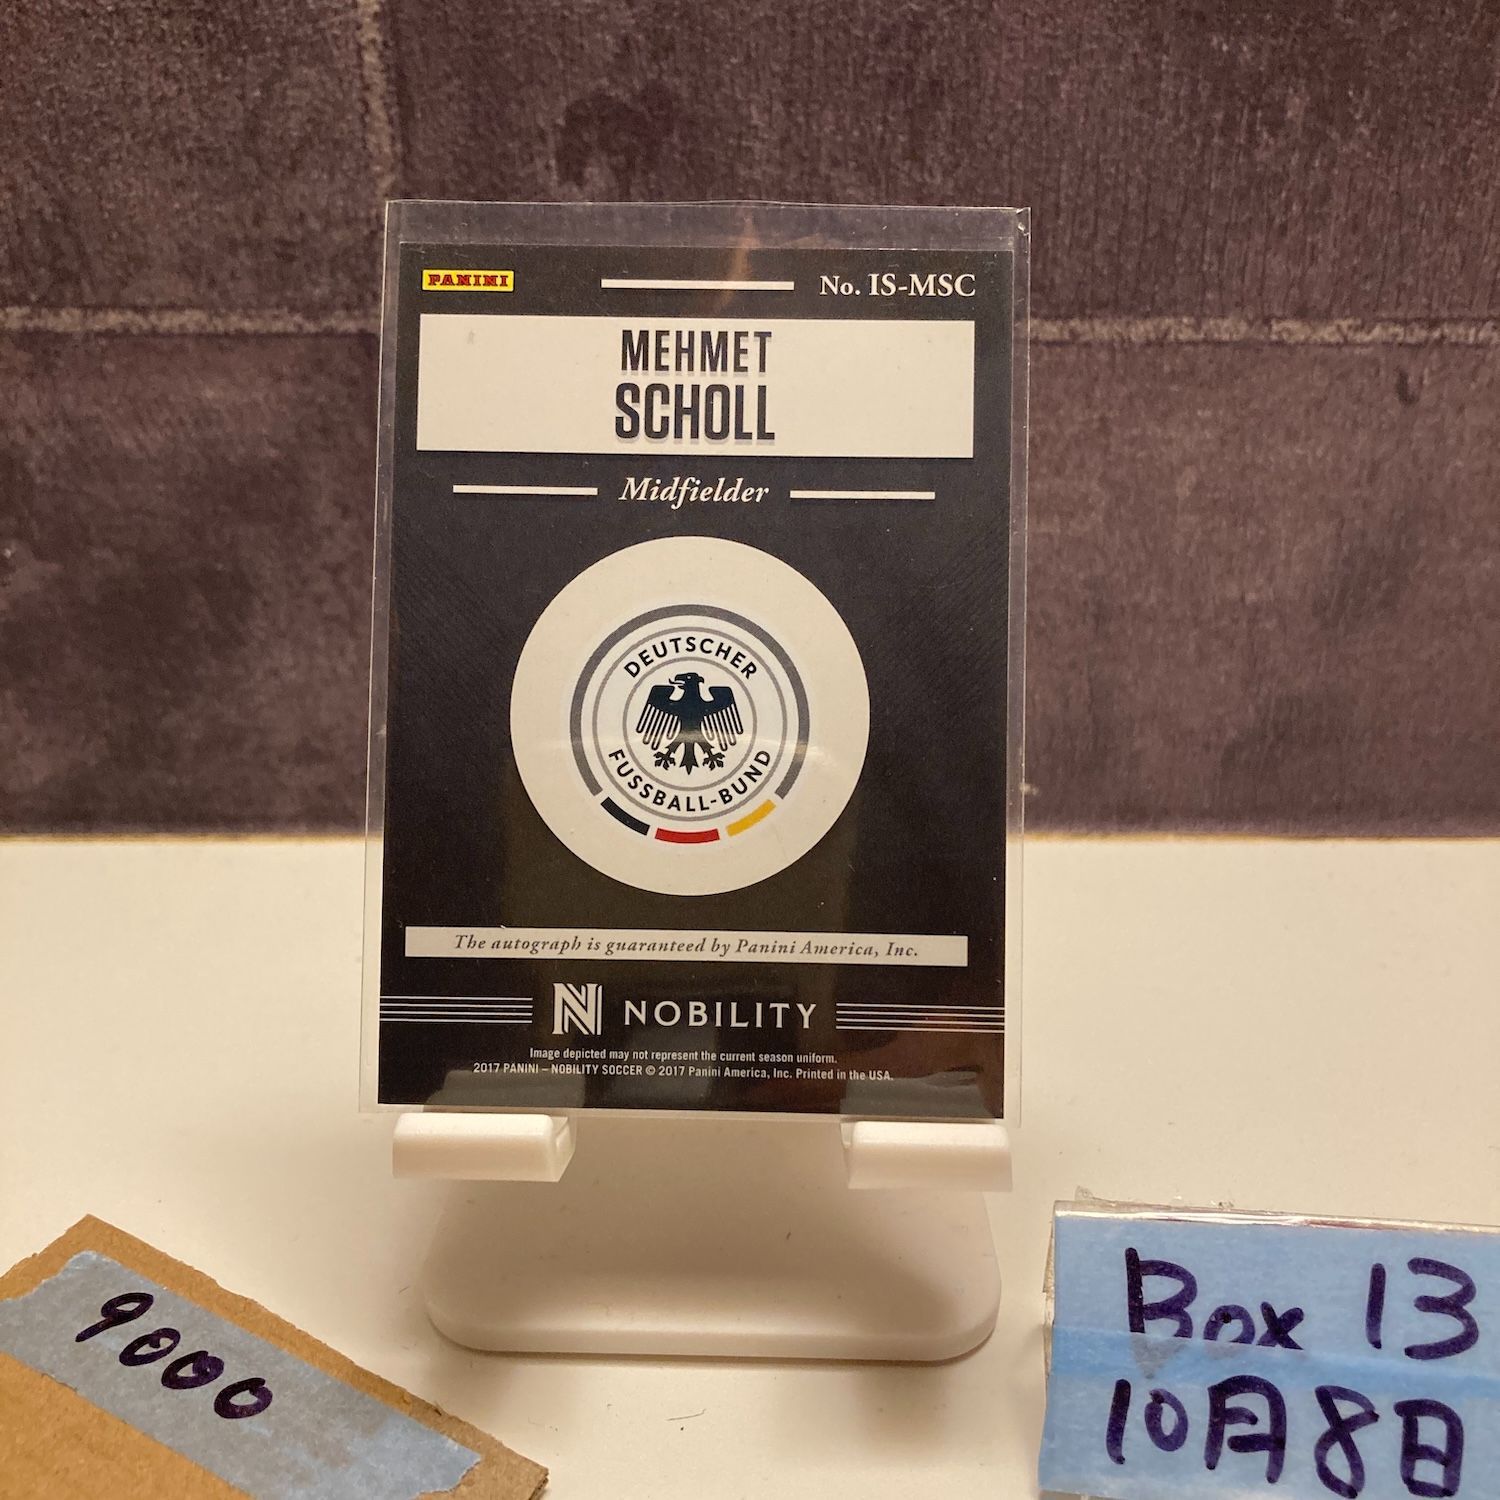 PANINI
No. IS-MSC
MEHMET
SCHOLL
Midfielder
DEUTSCHER
FUSSBALL-BUND
The autograph is guaranteed by Panini America, Inc.
N NOBILITY
Image depicted may not represent the current season uniform.
2017 PANINI – NOBILITY SOCCER © 2017 Panini America, Inc. Printed in the USA.
9000
Box 13
10月8日